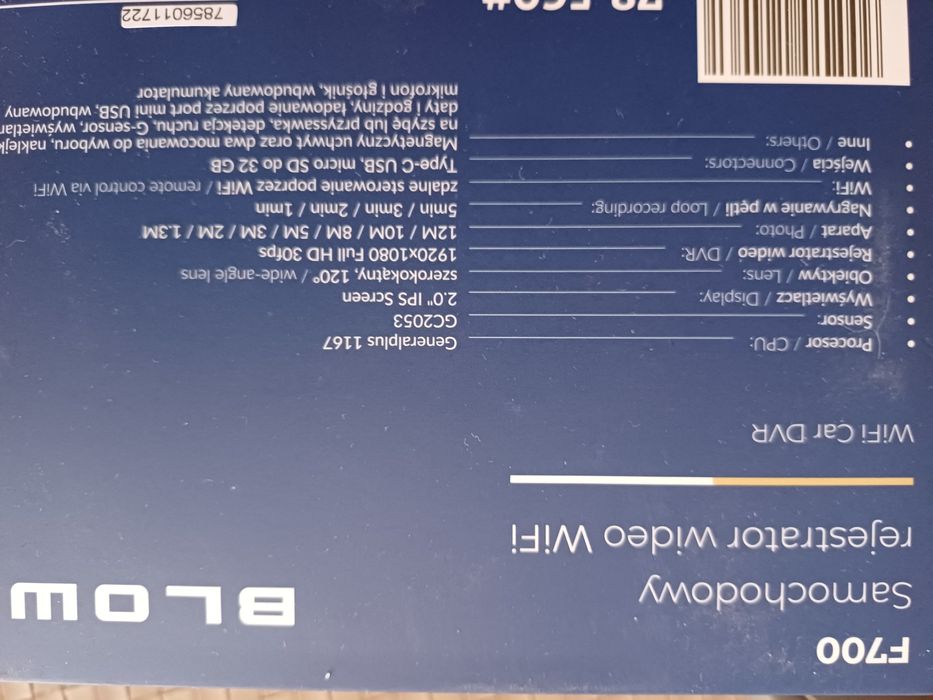 F700
Samochodowy
rejestrator wideo WiFi
BLOW
WiFi Car DVR
Procesor / CPU: Generalplus 1167
Sensor: GC2053
Wyświetlacz / Display: 2.0" IPS Screen
Obiektyw / Lens: szerokokątny, 120° / wide-angle lens
Rejestrator wideo / DVR: 1920x1080 Full HD 30fps
Aparat / Photo: 12M / 10M / 8M / 5M / 3M / 2M / 1.3M
Nagrywanie w pętli / Loop recording: 5min / 3min / 2min / 1min
WiFi: zdalne sterowanie poprzez WiFi / remote control via WiFi
Wejścia / Connectors: Type-C USB, micro SD do 32 GB
Inne / Others: Magnetyczny uchwyt oraz dwa mocowania do wyboru, naklejk
na szybę lub przyssawka, detekcja ruchu, G-sensor, wyświetlan
daty i godziny, ładowanie poprzez port mini USB, wbudowany
mikrofon i głośnik, wbudowany akumulator
78-560#
7856011722